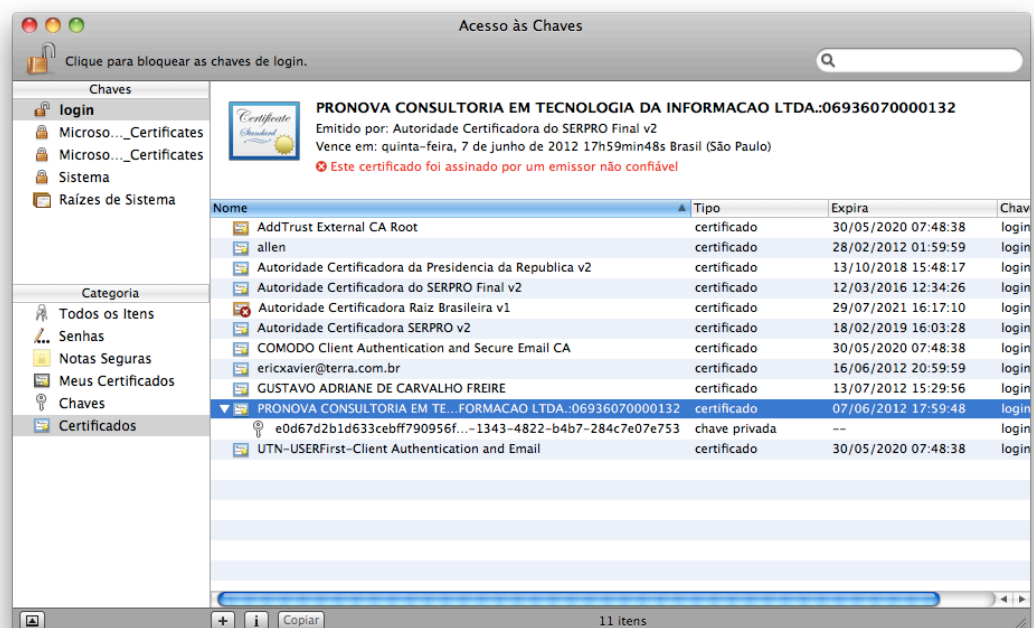 Acesso às Chaves
Clique para bloquear as chaves de login.
Chaves
login
Microso..._Certificates
Microso..._Certificates
Sistema
Raízes de Sistema
Categoria
Todos os Itens
Senhas
Notas Seguras
Meus Certificados
Chaves
Certificados
Certificate
Standard
PRONOVA CONSULTORIA EM TECNOLOGIA DA INFORMACAO LTDA.:06936070000132
Emitido por: Autoridade Certificadora do SERPRO Final v2
Vence em: quinta-feira, 7 de junho de 2012 17h59min48s Brasil (São Paulo)
Este certificado foi assinado por um emissor não confiável
Nome Tipo Expira Chav
AddTrust External CA Root certificado 30/05/2020 07:48:38 login
allen certificado 28/02/2012 01:59:59 login
Autoridade Certificadora da Presidencia da Republica v2 certificado 13/10/2018 15:48:17 login
Autoridade Certificadora do SERPRO Final v2 certificado 12/03/2016 12:34:26 login
Autoridade Certificadora Raiz Brasileira v1 certificado 29/07/2021 16:17:10 login
Autoridade Certificadora SERPRO v2 certificado 18/02/2019 16:03:28 login
COMODO Client Authentication and Secure Email CA certificado 30/05/2020 07:48:38 login
ericxavier@terra.com.br certificado 16/06/2012 20:59:59 login
GUSTAVO ADRIANE DE CARVALHO FREIRE certificado 13/07/2012 15:29:56 login
PRONOVA CONSULTORIA EM TE...FORMACAO LTDA.:06936070000132 certificado 07/06/2012 17:59:48 login
e0d67d2b1d633cebff790956f...-1343-4822-b4b7-284c7e07e753 chave privada -- login
UTN-USERFirst-Client Authentication and Email certificado 30/05/2020 07:48:38 login
Copiar
11 itens